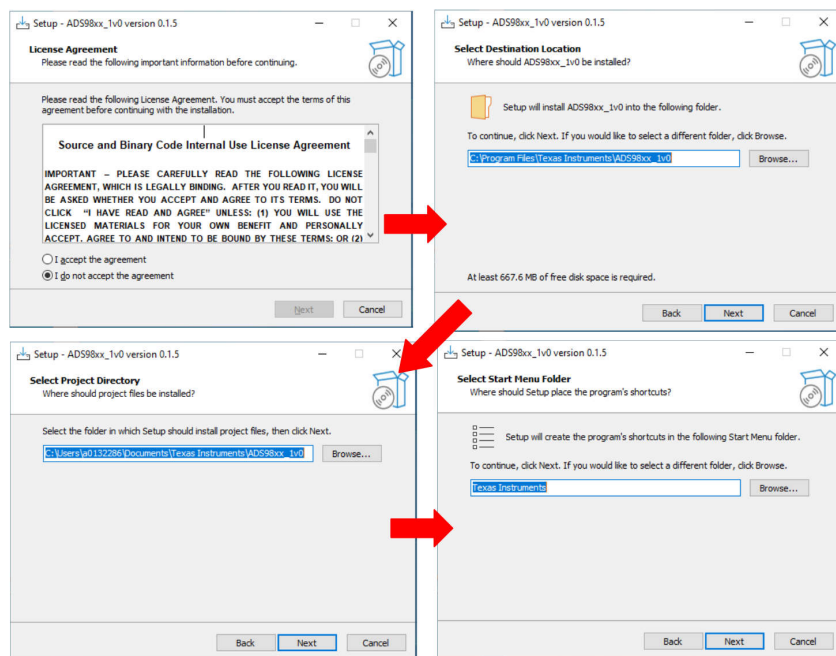 Setup - ADS98xx_1v0 version 0.1.5
License Agreement
Please read the following important information before continuing.
Please read the following License Agreement. You must accept the terms of this
agreement before continuing with the installation.
Source and Binary Code Internal Use License Agreement
IMPORTANT – PLEASE CAREFULLY READ THE FOLLOWING LICENSE
AGREEMENT, WHICH IS LEGALLY BINDING. AFTER YOU READ IT, YOU WILL
BE ASKED WHETHER YOU ACCEPT AND AGREE TO ITS TERMS. DO NOT
CLICK "I HAVE READ AND AGREE" UNLESS: (1) YOU WILL USE THE
LICENSED MATERIALS FOR YOUR OWN BENEFIT AND PERSONALLY
ACCEPT, AGREE TO AND INTEND TO BE BOUND BY THESE TERMS; OR (2)
I accept the agreement
I do not accept the agreement
Next Cancel
Setup - ADS98xx_1v0 version 0.1.5
Select Destination Location
Where should ADS98xx_1v0 be installed?
Setup will install ADS98xx_1v0 into the following folder.
To continue, click Next. If you would like to select a different folder, click Browse.
C:\Program Files\Texas Instruments\ADS98xx_1v0 Browse...
At least 667.6 MB of free disk space is required.
Back Next Cancel
Setup - ADS98xx_1v0 version 0.1.5
Select Project Directory
Where should project files be installed?
Select the folder in which Setup should install project files, then click Next.
C:\Users\a0132286\Documents\Texas Instruments\ADS98xx_1v0 Browse...
Back Next Cancel
Setup - ADS98xx_1v0 version 0.1.5
Select Start Menu Folder
Where should Setup place the program's shortcuts?
Setup will create the program's shortcuts in the following Start Menu folder.
To continue, click Next. If you would like to select a different folder, click Browse.
Texas Instruments Browse...
Back Next Cancel